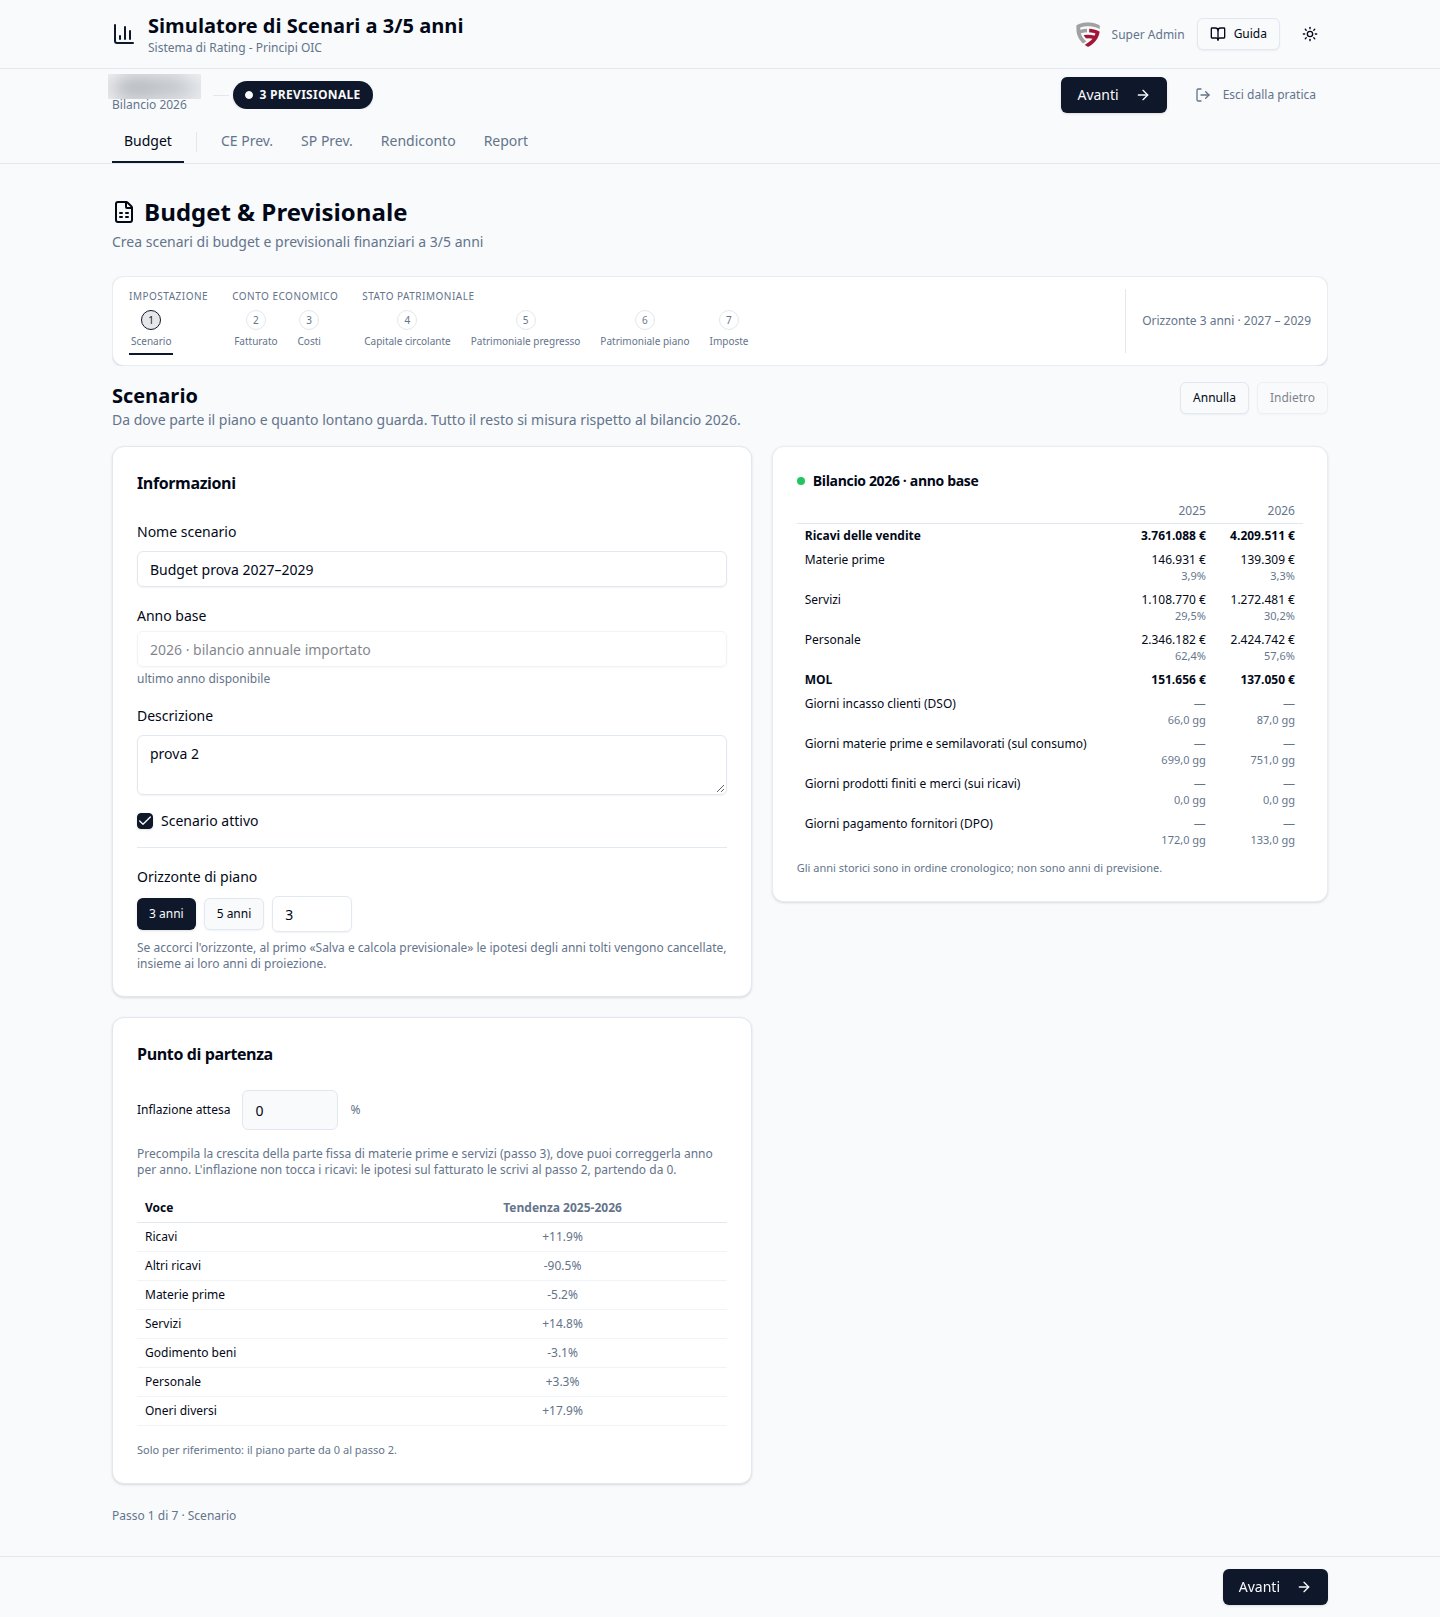 Simulatore di Scenari a 3/5 anni
Sistema di Rating - Principi OIC
Super Admin
Guida
Bilancio 2026
3 PREVISIONALE
Avanti
Esci dalla pratica
Budget
CE Prev.
SP Prev.
Rendiconto
Report
Budget & Previsionale
Crea scenari di budget e previsionali finanziari a 3/5 anni
IMPOSTAZIONE
CONTO ECONOMICO
STATO PATRIMONIALE
1
2
3
4
5
6
7
Scenario
Fatturato
Costi
Capitale circolante
Patrimoniale pregresso
Patrimoniale piano
Imposte
Orizzonte 3 anni · 2027 – 2029
Scenario
Da dove parte il piano e quanto lontano guarda. Tutto il resto si misura rispetto al bilancio 2026.
Annulla
Indietro
Informazioni
Nome scenario
Budget prova 2027–2029
Anno base
2026 · bilancio annuale importato
ultimo anno disponibile
Descrizione
prova 2
Scenario attivo
Orizzonte di piano
3 anni
5 anni
3
Se accorci l'orizzonte, al primo «Salva e calcola previsionale» le ipotesi degli anni tolti vengono cancellate,
insieme ai loro anni di proiezione.
Bilancio 2026 · anno base
2025 2026
Ricavi delle vendite 3.761.088 € 4.209.511 €
Materie prime 146.931 € 139.309 €
3,9% 3,3%
Servizi 1.108.770 € 1.272.481 €
29,5% 30,2%
Personale 2.346.182 € 2.424.742 €
62,4% 57,6%
MOL 151.656 € 137.050 €
Giorni incasso clienti (DSO) — —
66,0 gg 87,0 gg
Giorni materie prime e semilavorati (sul consumo) — —
699,0 gg 751,0 gg
Giorni prodotti finiti e merci (sui ricavi) — —
0,0 gg 0,0 gg
Giorni pagamento fornitori (DPO) — —
172,0 gg 133,0 gg
Gli anni storici sono in ordine cronologico; non sono anni di previsione.
Punto di partenza
Inflazione attesa 0 %
Precompila la crescita della parte fissa di materie prime e servizi (passo 3), dove puoi correggerla anno
per anno. L'inflazione non tocca i ricavi: le ipotesi sul fatturato le scrivi al passo 2, partendo da 0.
Voce Tendenza 2025-2026
Ricavi +11.9%
Altri ricavi -90.5%
Materie prime -5.2%
Servizi +14.8%
Godimento beni -3.1%
Personale +3.3%
Oneri diversi +17.9%
Solo per riferimento: il piano parte da 0 al passo 2.
Passo 1 di 7 · Scenario
Avanti